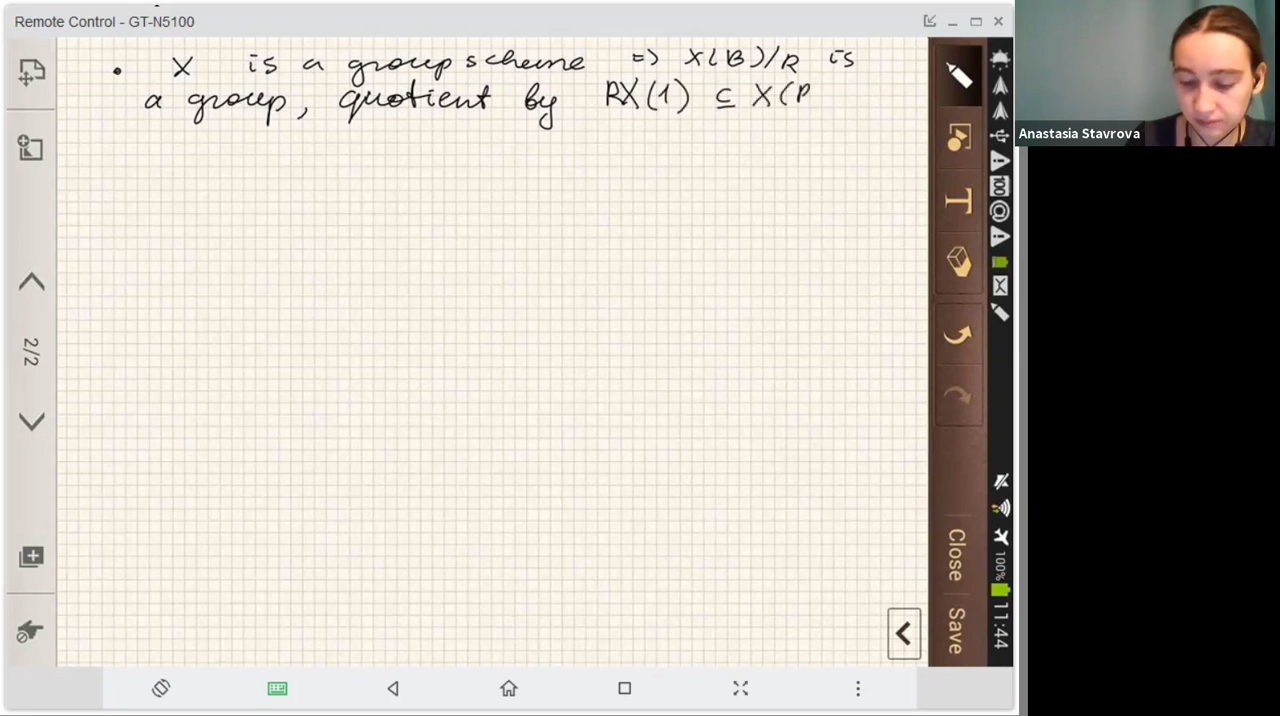 Remote Control - GT-N5100
• X is a group scheme => X(B)/R is
a group, quotient by RX(1) ⊆ X(P
Anastasia Stavrova
2/2
T
100
@
Close
Save
100%
11:44